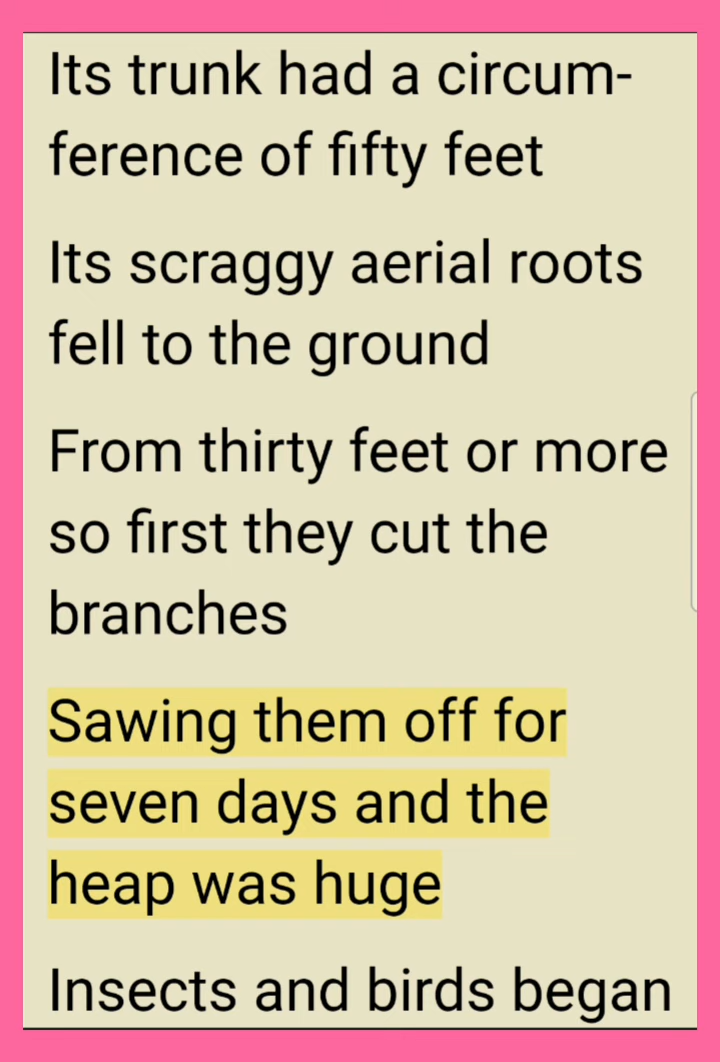 Its trunk had a circum-
ference of fifty feet
Its scraggy aerial roots
fell to the ground
From thirty feet or more
so first they cut the
branches
Sawing them off for
seven days and the
heap was huge
Insects and birds began